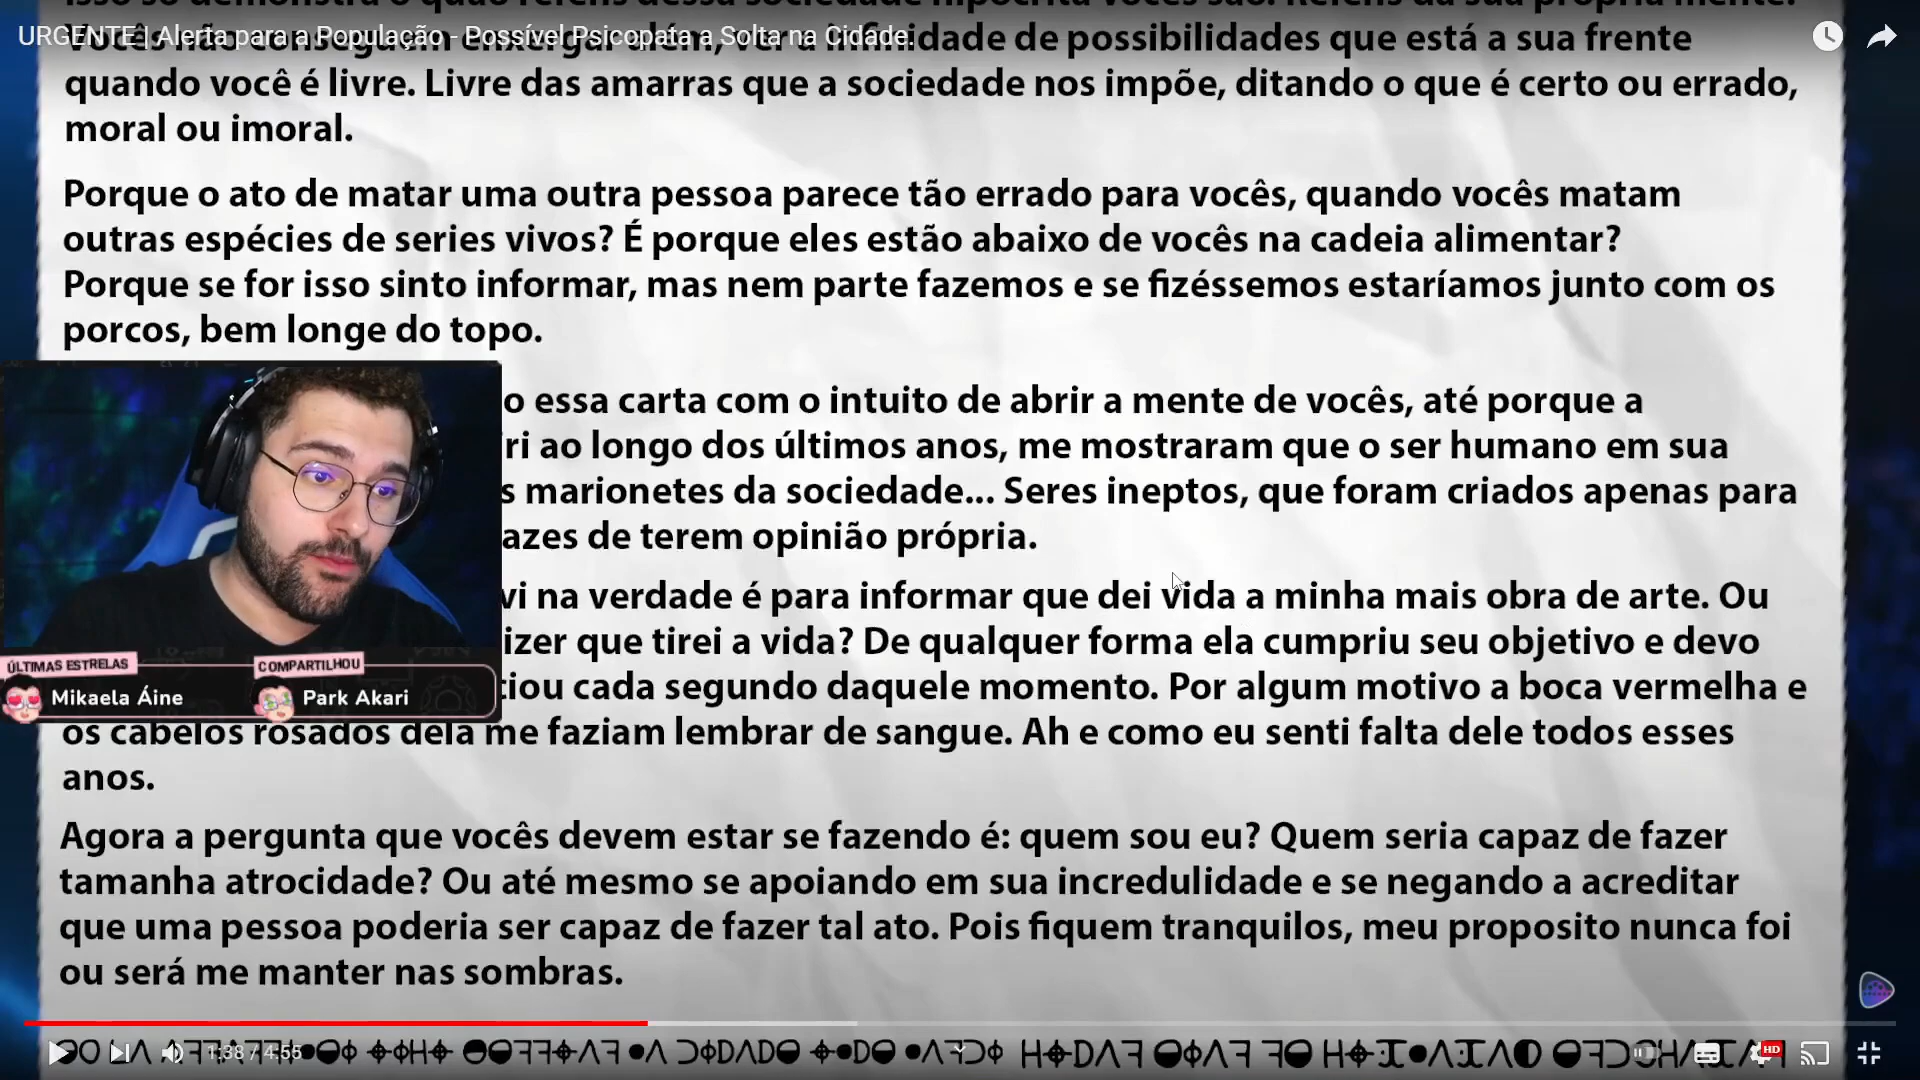 URGENTE | Alerta para a População - Possível Psicopata a Solta na Cidade.
quando você é livre. Livre das amarras que a sociedade nos impõe, ditando o que é certo ou errado,
moral ou imoral.
Porque o ato de matar uma outra pessoa parece tão errado para vocês, quando vocês matam
outras espécies de series vivos? É porque eles estão abaixo de vocês na cadeia alimentar?
Porque se for isso sinto informar, mas nem parte fazemos e se fizéssemos estaríamos junto com os
porcos, bem longe do topo.
o essa carta com o intuito de abrir a mente de vocês, até porque a
iri ao longo dos últimos anos, me mostraram que o ser humano em sua
s marionetes da sociedade... Seres ineptos, que foram criados apenas para
azes de terem opinião própria.
vi na verdade é para informar que dei vida a minha mais obra de arte. Ou
izer que tirei a vida? De qualquer forma ela cumpriu seu objetivo e devo
ciou cada segundo daquele momento. Por algum motivo a boca vermelha e
os cabelos rosados dela me faziam lembrar de sangue. Ah e como eu senti falta dele todos esses
anos.
Agora a pergunta que vocês devem estar se fazendo é: quem sou eu? Quem seria capaz de fazer
tamanha atrocidade? Ou até mesmo se apoiando em sua incredulidade e se negando a acreditar
que uma pessoa poderia ser capaz de fazer tal ato. Pois fiquem tranquilos, meu proposito nunca foi
ou será me manter nas sombras.
ÚLTIMAS ESTRELAS
Mikaela Áine
COMPARTILHOU
Park Akari
1:38 / 4:55
HD